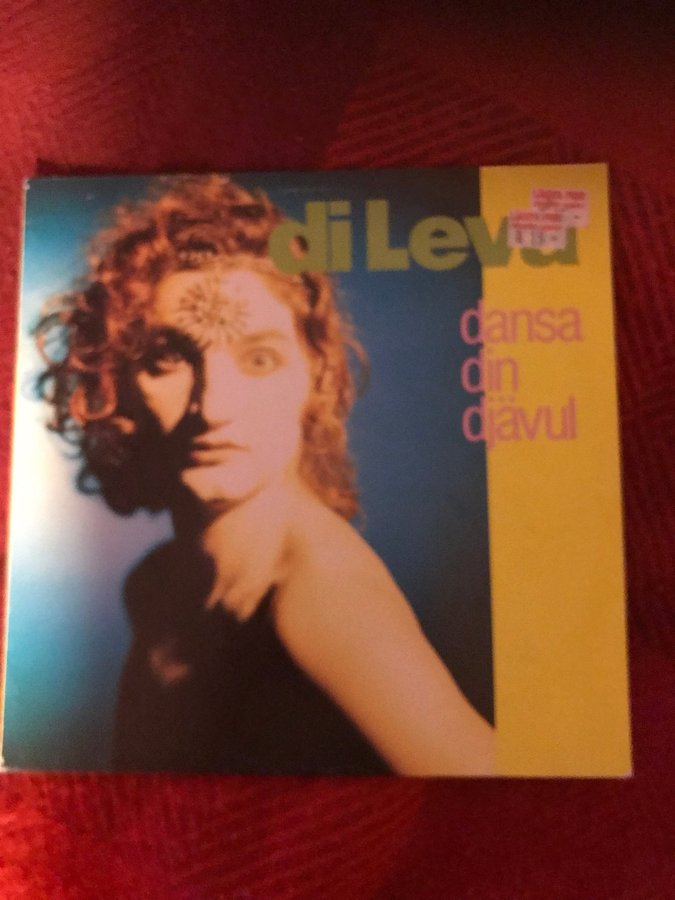 di Leva
dansa
din
djävul